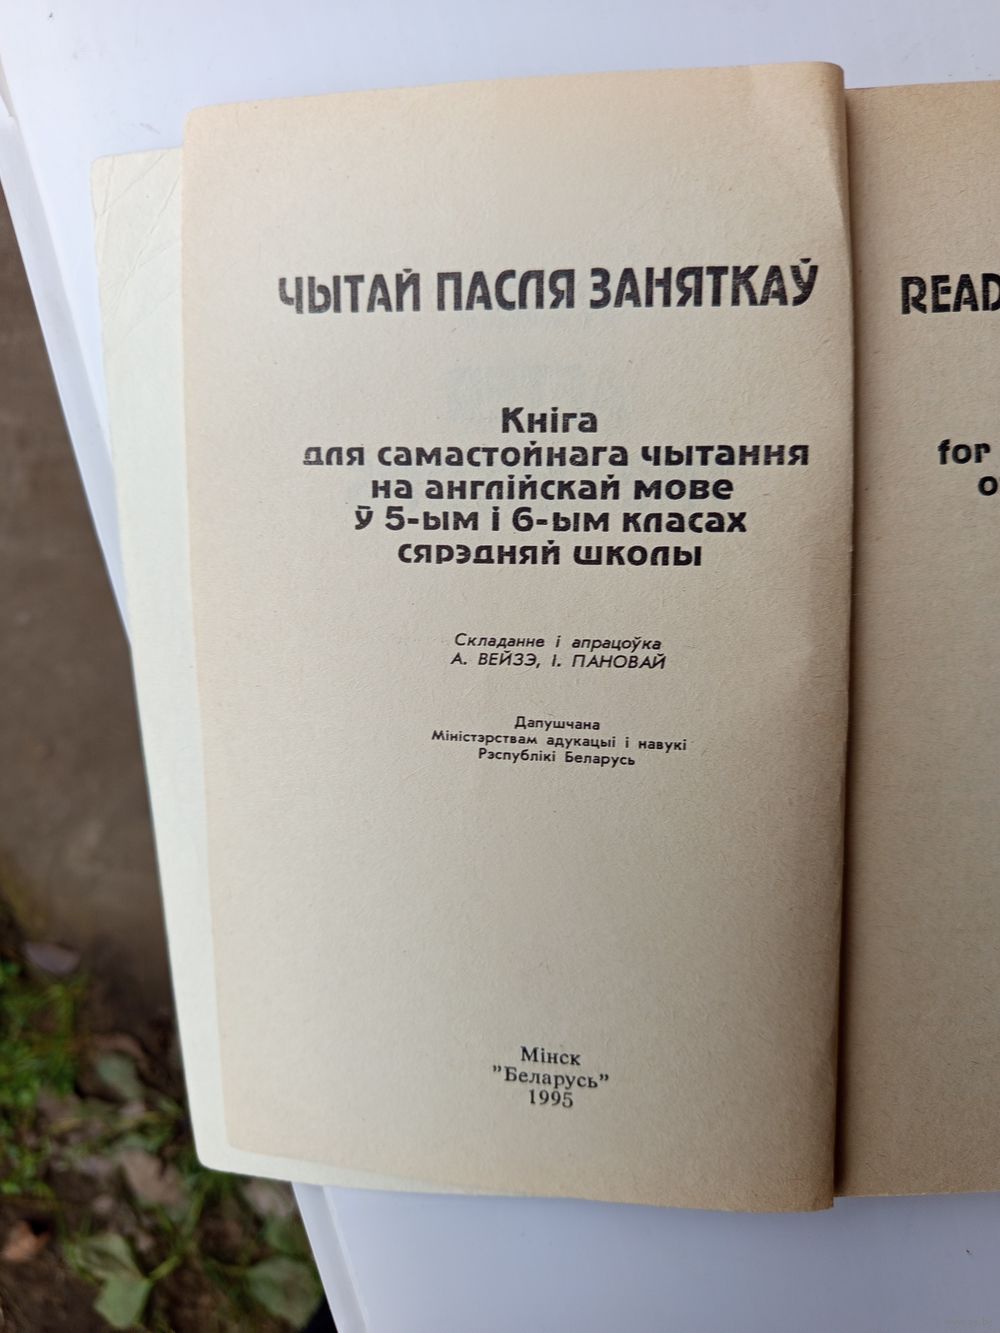 ЧЫТАЙ ПАСЛЯ ЗАНЯТКАЎ
Кніга
для самастойнага чытання
на англійскай мове
ў 5-ым і 6-ым класах
сярэдняй школы
Складанне і апрацоўка
А. ВЕЙЗЭ, І. ПАНОВАЙ
Дапушчана
Міністэрствам адукацыі і навукі
Рэспублікі Беларусь
Мінск
"Беларусь"
1995
READ
for